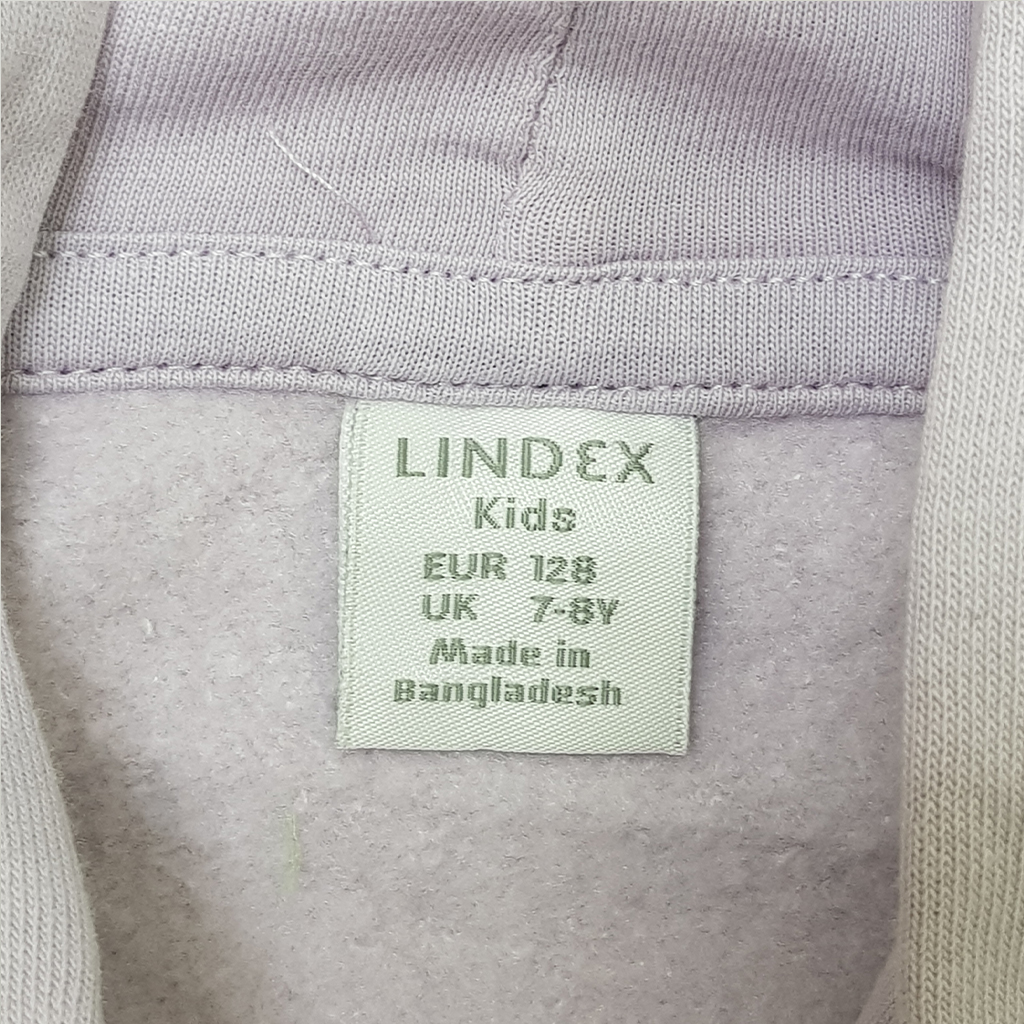 LINDEX
Kids
EUR 128
UK 7-8Y
Made in
Bangladesh